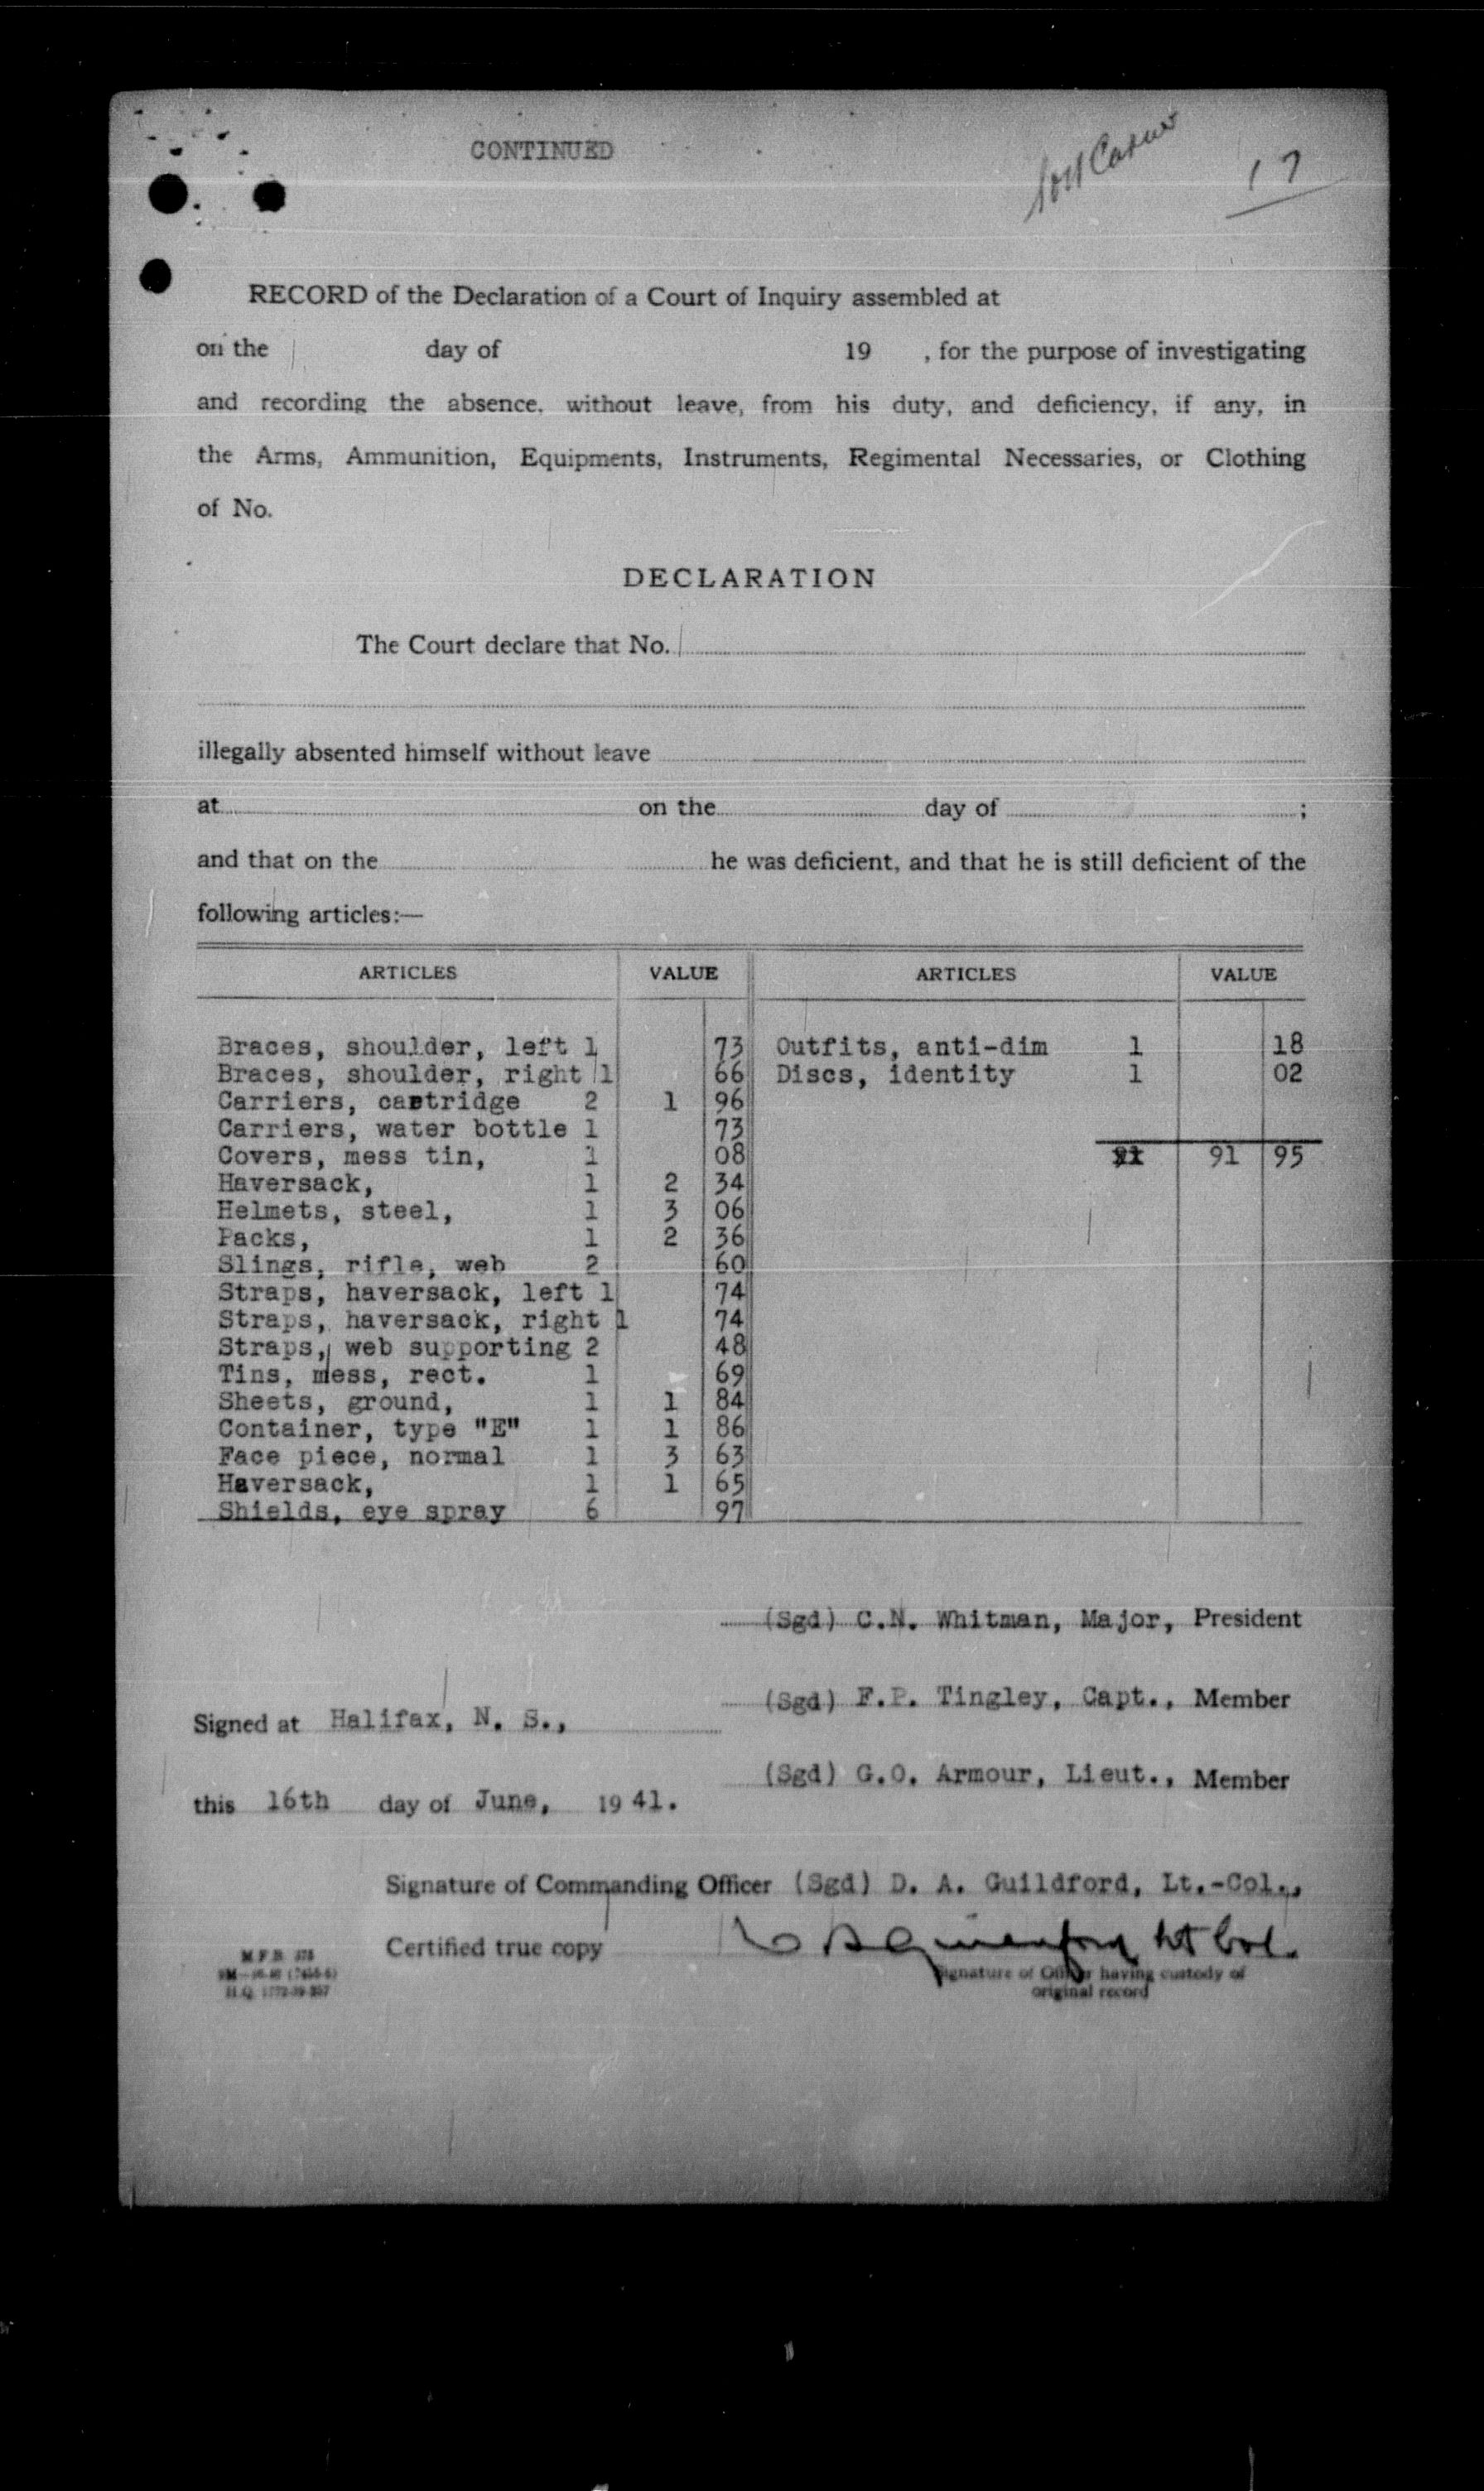 CONTINUED
17
RECORD of the Declaration of a Court of Inquiry assembled at
on the day of 19 , for the purpose of investigating
and recording the absence, without leave, from his duty, and deficiency, if any, in
the Arms, Ammunition, Equipments, Instruments, Regimental Necessaries, or Clothing
of No.
DECLARATION
The Court declare that No.
illegally absented himself without leave
at on the day of ;
and that on the he was deficient, and that he is still deficient of the
following articles:—
ARTICLES VALUE ARTICLES VALUE
Braces, shoulder, left 1 73 Outfits, anti-dim 1 18
Braces, shoulder, right 1 66 Discs, identity 1 02
Carriers, cartridge 2 1 96
Carriers, water bottle 1 73
Covers, mess tin, 1 08 91 95
Haversack, 1 2 34
Helmets, steel, 1 3 06
Packs, 1 2 36
Slings, rifle, web 2 60
Straps, haversack, left 1 74
Straps, haversack, right 1 74
Straps, web supporting 2 48
Tins, mess, rect. 1 69
Sheets, ground, 1 1 84
Container, type "E" 1 1 86
Face piece, normal 1 3 63
Haversack, 1 1 65
Shields, eye spray 6 97
(Sgd) C.N. Whitman, Major, President
(Sgd) F.P. Tingley, Capt., Member
Signed at Halifax, N. S.,
(Sgd) G.O. Armour, Lieut., Member
this 16th day of June, 1941.
Signature of Commanding Officer (Sgd) D. A. Guildford, Lt.-Col.,
Certified true copy
Signature of Officer having custody of
original record
M.F.B. 378
H.Q. 1772-39-357